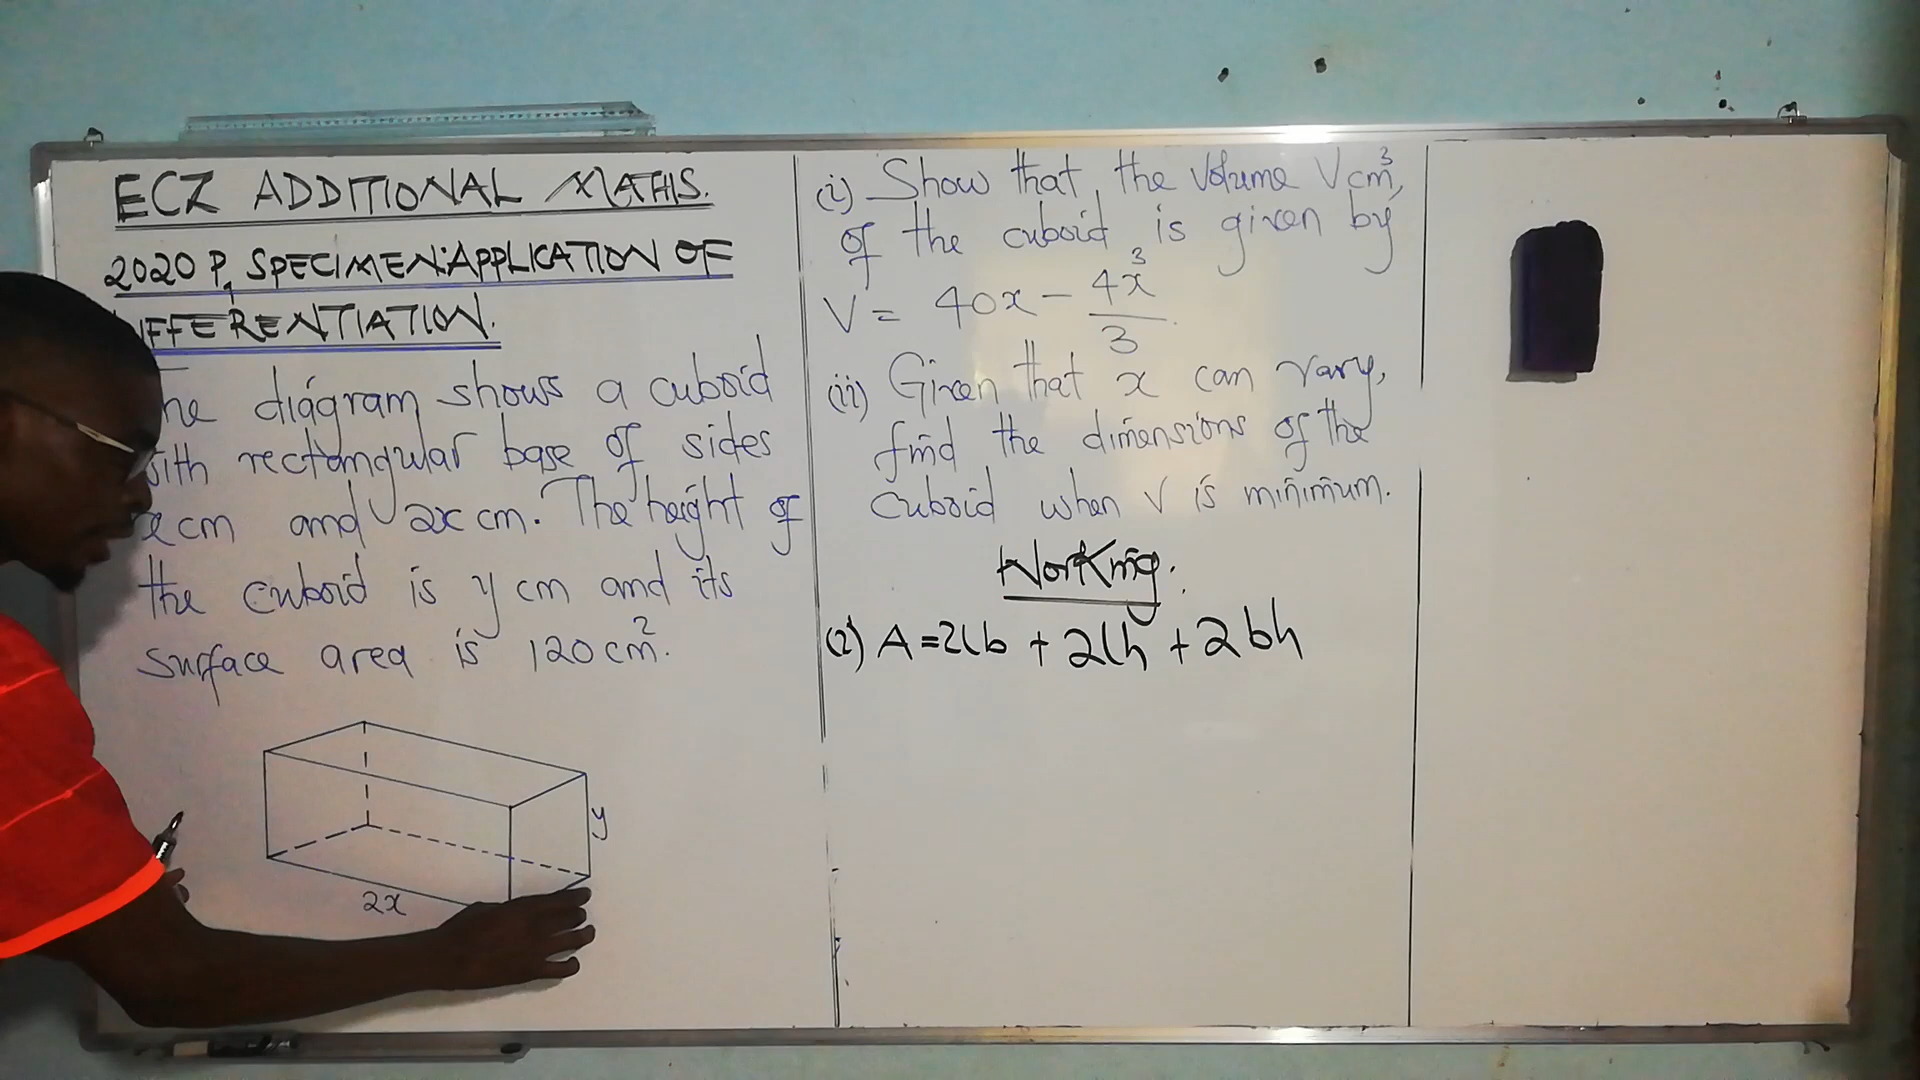 ECZ ADDITIONAL MATHS.
2020 P1 SPECIMEN: APPLICATION OF
IFFERENTIATION.
he diagram shows a cuboid
ith rectangular base of sides
x cm and 2x cm. The height of
the cuboid is y cm and its
surface area is 120 cm².
y
2x
(i) Show that, the volume V cm³,
of the cuboid is given by
V = 40x - 4x³/3.
(ii) Given that x can vary,
find the dimensions of the
cuboid when V is minimum.
Working.
(i) A = 2lb + 2lh + 2bh